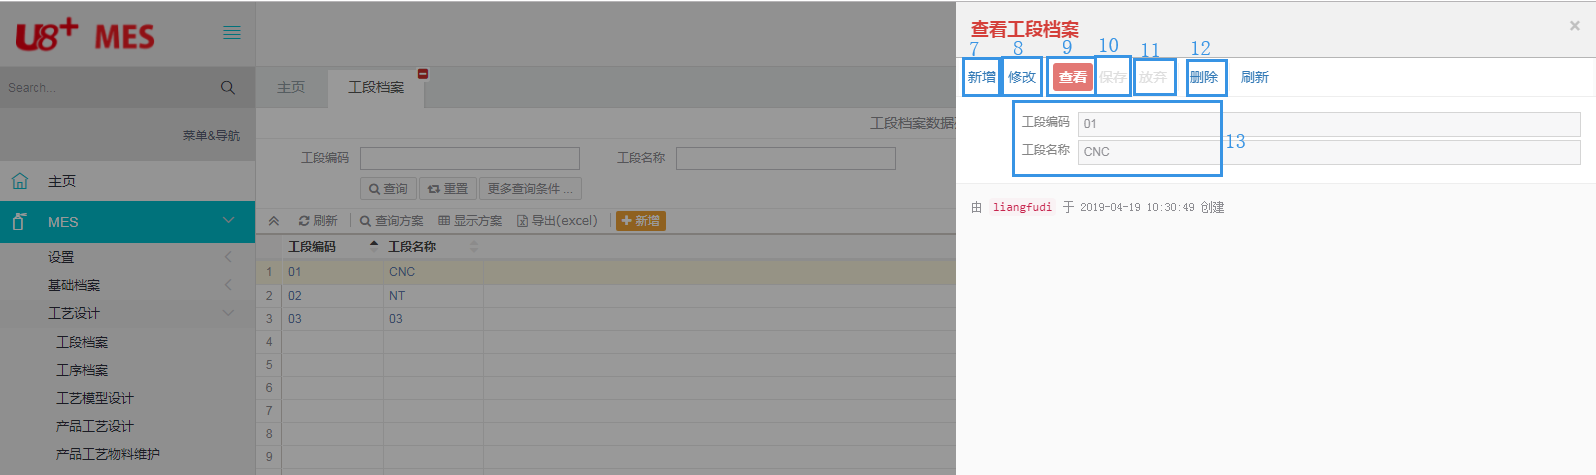 U8+ MES
Search...
菜单&导航
主页
MES
设置
基础档案
工艺设计
工段档案
工序档案
工艺模型设计
产品工艺设计
产品工艺物料维护
主页 工段档案
工段档案数据
工段编码 工段名称
查询 重置 更多查询条件 ...
刷新 查询方案 显示方案 导出(excel) 新增
工段编码 工段名称
1 01 CNC
2 02 NT
3 03 03
4
5
6
7
8
9
查看工段档案 ×
7 8 9 10 11 12
新增 修改 查看 保存 放弃 删除 刷新
工段编码 01
13
工段名称 CNC
由 liangfudi 于 2019-04-19 10:30:49 创建